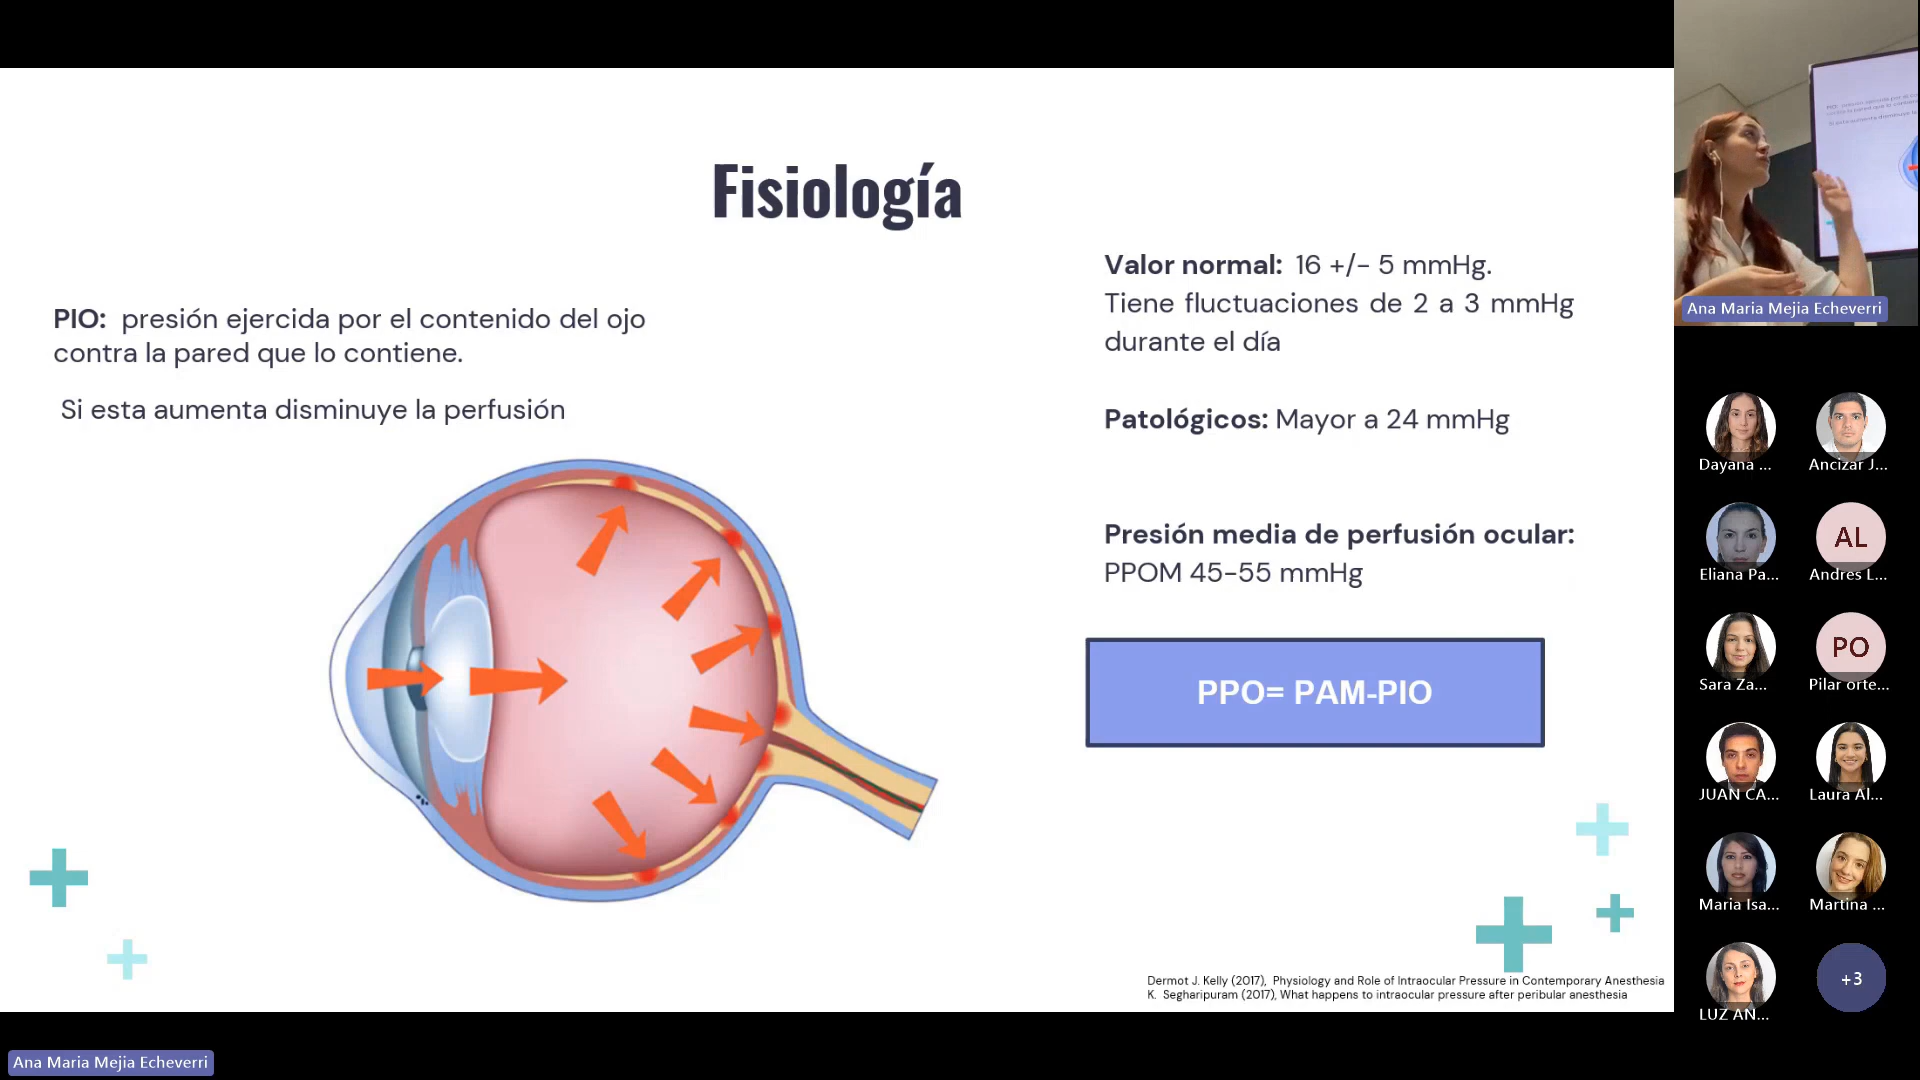 Fisiología
PIO: presión ejercida por el contenido del ojo
contra la pared que lo contiene.
Si esta aumenta disminuye la perfusión
Valor normal: 16 +/- 5 mmHg.
Tiene fluctuaciones de 2 a 3 mmHg
durante el día
Patológicos: Mayor a 24 mmHg
Presión media de perfusión ocular:
PPOM 45-55 mmHg
PPO= PAM-PIO
Dermot J. Kelly (2017), Physiology and Role of Intraocular Pressure in Contemporary Anesthesia
K. Segharipuram (2017), What happens to intraocular pressure after peribular anesthesia
Ana Maria Mejia Echeverri
Dayana ...
Ancizar J...
Eliana Pa...
AL
Andres L...
Sara Za...
PO
Pilar orte...
JUAN CA...
Laura Al...
Maria Isa...
Martina ...
LUZ AN...
+3
Ana Maria Mejia Echeverri